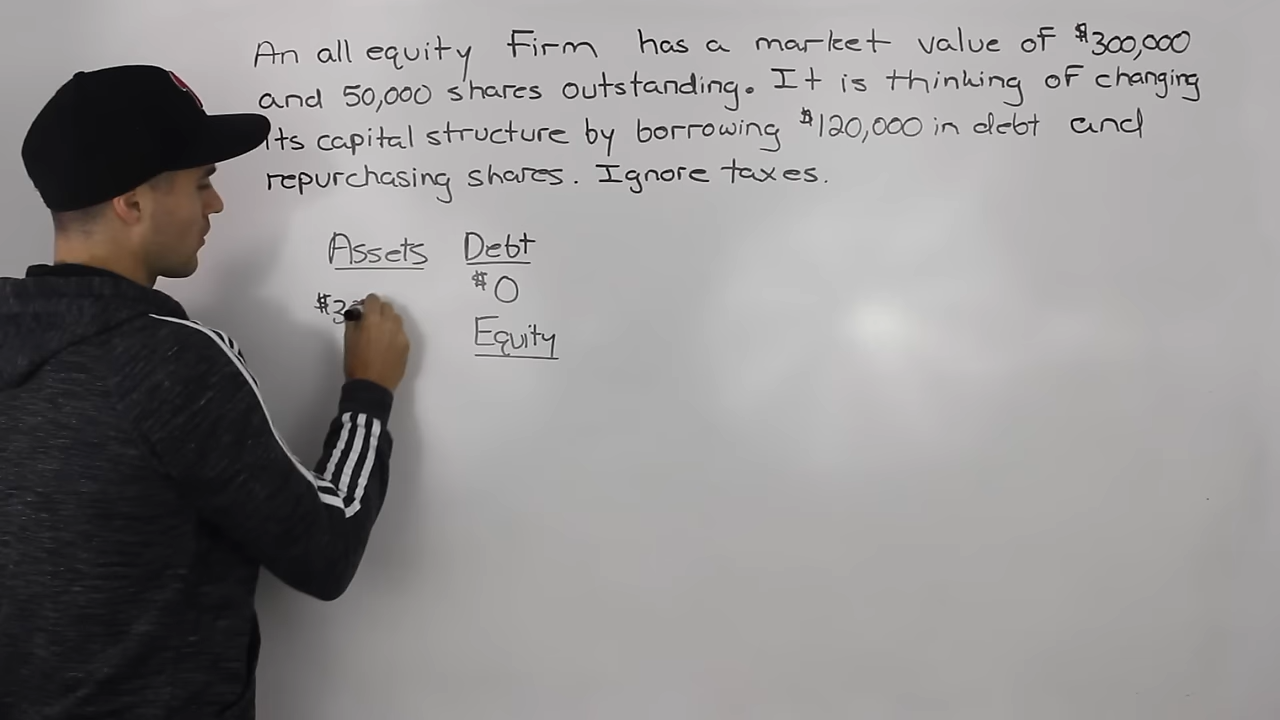 An all equity Firm has a market value of $300,000
and 50,000 shares outstanding. It is thinking of changing
its capital structure by borrowing $120,000 in debt and
repurchasing shares. Ignore taxes.
Assets Debt
$0
$3
Equity